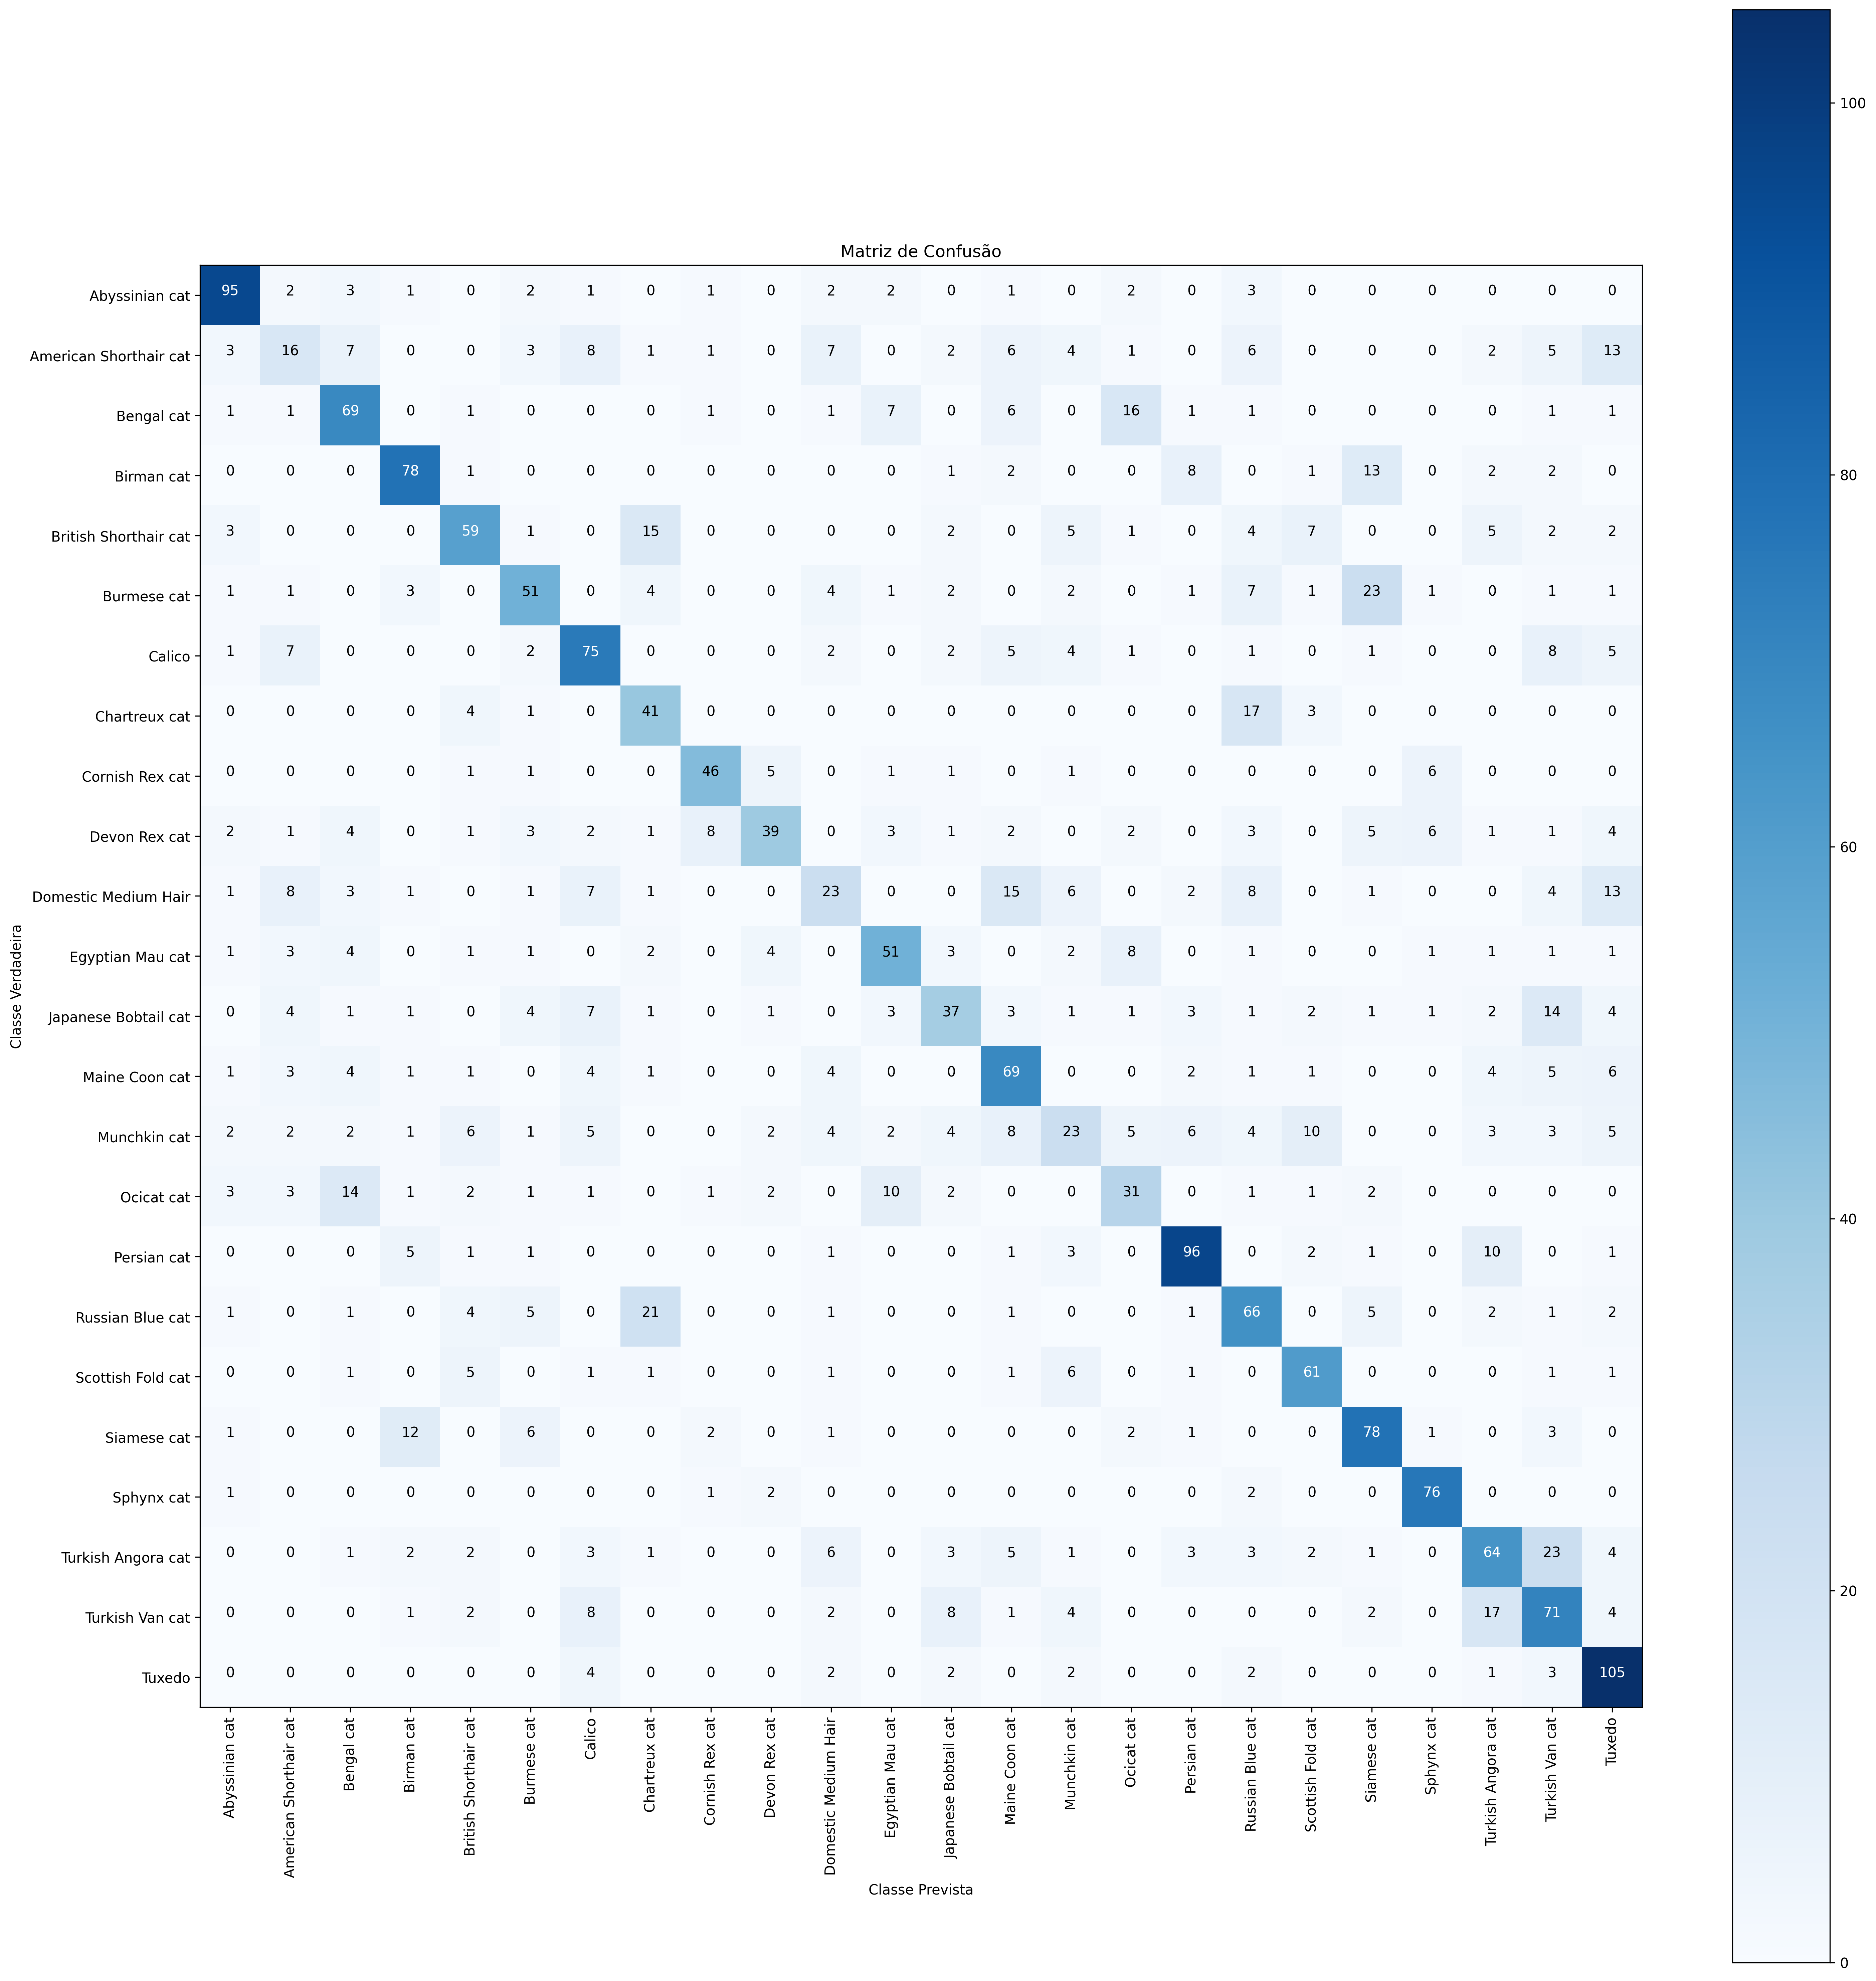 Matriz de Confusão
100
80
60
40
20
0
Classe Verdadeira
Abyssinian cat 95 2 3 1 0 2 1 0 1 0 2 2 0 1 0 2 0 3 0 0 0 0 0 0
American Shorthair cat 3 16 7 0 0 3 8 1 1 0 7 0 2 6 4 1 0 6 0 0 0 2 5 13
Bengal cat 1 1 69 0 1 0 0 0 1 0 1 7 0 6 0 16 1 1 0 0 0 0 1 1
Birman cat 0 0 0 78 1 0 0 0 0 0 0 0 1 2 0 0 8 0 1 13 0 2 2 0
British Shorthair cat 3 0 0 0 59 1 0 15 0 0 0 0 2 0 5 1 0 4 7 0 0 5 2 2
Burmese cat 1 1 0 3 0 51 0 4 0 0 4 1 2 0 2 0 1 7 1 23 1 0 1 1
Calico 1 7 0 0 0 2 75 0 0 0 2 0 2 5 4 1 0 1 0 1 0 0 8 5
Chartreux cat 0 0 0 0 4 1 0 41 0 0 0 0 0 0 0 0 0 17 3 0 0 0 0 0
Cornish Rex cat 0 0 0 0 1 1 0 0 46 5 0 1 1 0 1 0 0 0 0 0 6 0 0 0
Devon Rex cat 2 1 4 0 1 3 2 1 8 39 0 3 1 2 0 2 0 3 0 5 6 1 1 4
Domestic Medium Hair 1 8 3 1 0 1 7 1 0 0 23 0 0 15 6 0 2 8 0 1 0 0 4 13
Egyptian Mau cat 1 3 4 0 1 1 0 2 0 4 0 51 3 0 2 8 0 1 0 0 1 1 1 1
Japanese Bobtail cat 0 4 1 1 0 4 7 1 0 1 0 3 37 3 1 1 3 1 2 1 1 2 14 4
Maine Coon cat 1 3 4 1 1 0 4 1 0 0 4 0 0 69 0 0 2 1 1 0 0 4 5 6
Munchkin cat 2 2 2 1 6 1 5 0 0 2 4 2 4 8 23 5 6 4 10 0 0 3 3 5
Ocicat cat 3 3 14 1 2 1 1 0 1 2 0 10 2 0 0 31 0 1 1 2 0 0 0 0
Persian cat 0 0 0 5 1 1 0 0 0 0 1 0 0 1 3 0 96 0 2 1 0 10 0 1
Russian Blue cat 1 0 1 0 4 5 0 21 0 0 1 0 0 1 0 0 1 66 0 5 0 2 1 2
Scottish Fold cat 0 0 1 0 5 0 1 1 0 0 1 0 0 1 6 0 1 0 61 0 0 0 1 1
Siamese cat 1 0 0 12 0 6 0 0 2 0 1 0 0 0 0 2 1 0 0 78 1 0 3 0
Sphynx cat 1 0 0 0 0 0 0 0 1 2 0 0 0 0 0 0 0 2 0 0 76 0 0 0
Turkish Angora cat 0 0 1 2 2 0 3 1 0 0 6 0 3 5 1 0 3 3 2 1 0 64 23 4
Turkish Van cat 0 0 0 1 2 0 8 0 0 0 2 0 8 1 4 0 0 0 0 2 0 17 71 4
Tuxedo 0 0 0 0 0 0 4 0 0 0 2 0 2 0 2 0 0 2 0 0 0 1 3 105
Abyssinian cat
American Shorthair cat
Bengal cat
Birman cat
British Shorthair cat
Burmese cat
Calico
Chartreux cat
Cornish Rex cat
Devon Rex cat
Domestic Medium Hair
Egyptian Mau cat
Japanese Bobtail cat
Maine Coon cat
Munchkin cat
Ocicat cat
Persian cat
Russian Blue cat
Scottish Fold cat
Siamese cat
Sphynx cat
Turkish Angora cat
Turkish Van cat
Tuxedo
Classe Prevista